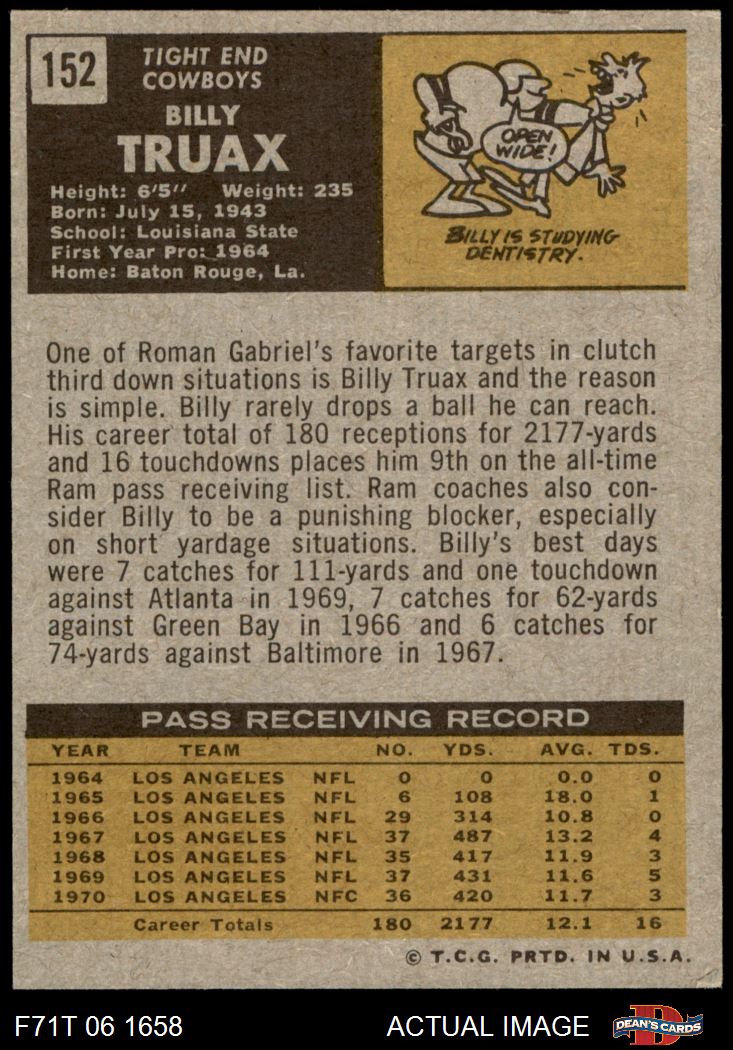 152
TIGHT END
COWBOYS
BILLY
TRUAX
Height: 6'5" Weight: 235
Born: July 15, 1943
School: Louisiana State
First Year Pro: 1964
Home: Baton Rouge, La.
OPEN
WIDE!
BILLY IS STUDYING
DENTISTRY.
One of Roman Gabriel's favorite targets in clutch
third down situations is Billy Truax and the reason
is simple. Billy rarely drops a ball he can reach.
His career total of 180 receptions for 2177-yards
and 16 touchdowns places him 9th on the all-time
Ram pass receiving list. Ram coaches also con-
sider Billy to be a punishing blocker, especially
on short yardage situations. Billy's best days
were 7 catches for 111-yards and one touchdown
against Atlanta in 1969, 7 catches for 62-yards
against Green Bay in 1966 and 6 catches for
74-yards against Baltimore in 1967.
PASS RECEIVING RECORD
YEAR TEAM NO. YDS. AVG. TDS.
1964 LOS ANGELES NFL 0 0 0.0 0
1965 LOS ANGELES NFL 6 108 18.0 1
1966 LOS ANGELES NFL 29 314 10.8 0
1967 LOS ANGELES NFL 37 487 13.2 4
1968 LOS ANGELES NFL 35 417 11.9 3
1969 LOS ANGELES NFL 37 431 11.6 5
1970 LOS ANGELES NFC 36 420 11.7 3
Career Totals 180 2177 12.1 16
© T.C.G. PRTD. IN U.S.A.
F71T 06 1658 ACTUAL IMAGE
D
DEAN'S CARDS